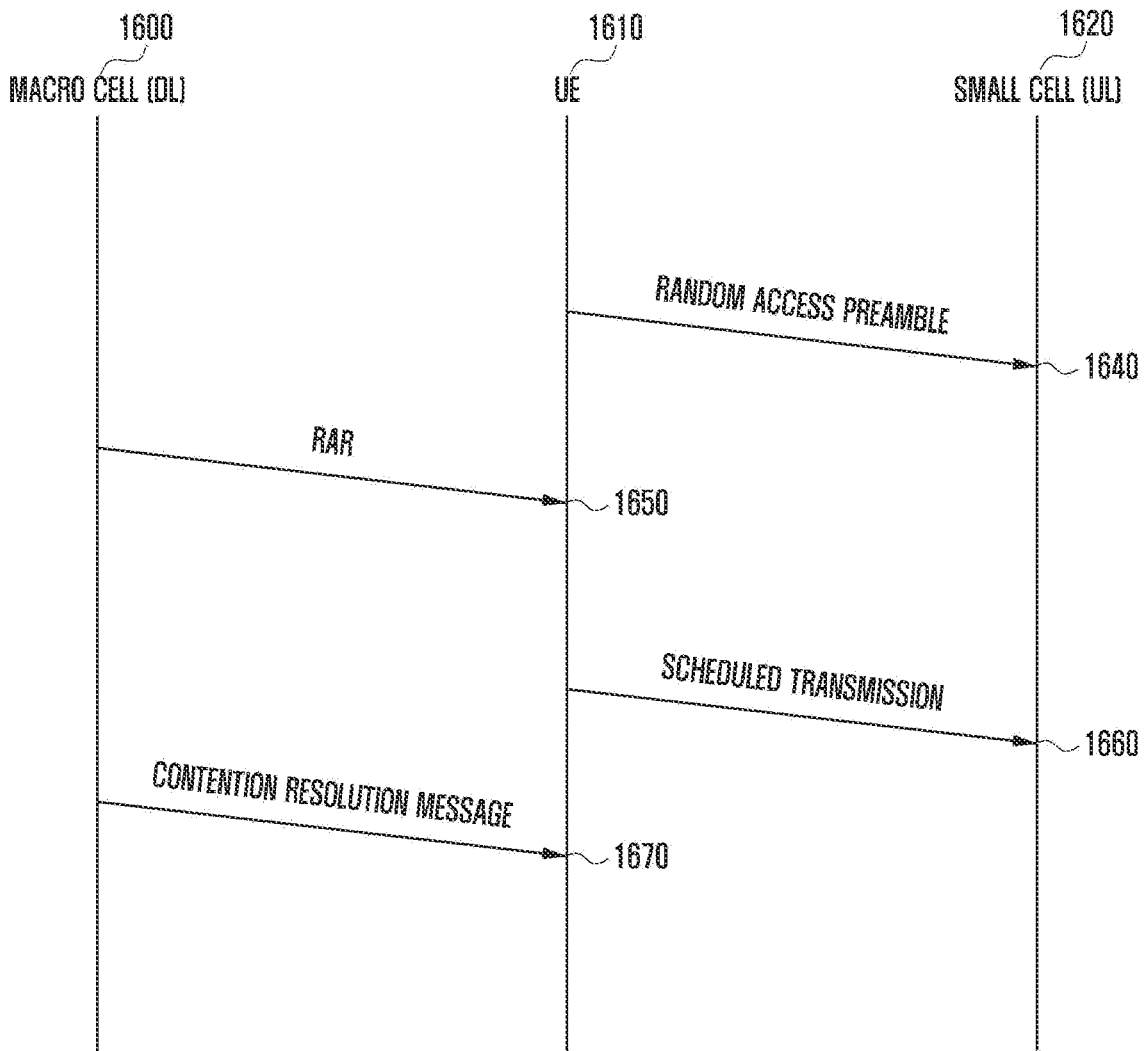 1600
1610
1620
MACRO CELL (DL)
UE
SMALL CELL (UL)
RANDOM ACCESS PREAMBLE
1640
RAR
1650
SCHEDULED TRANSMISSION
1660
CONTENTION RESOLUTION MESSAGE
1670